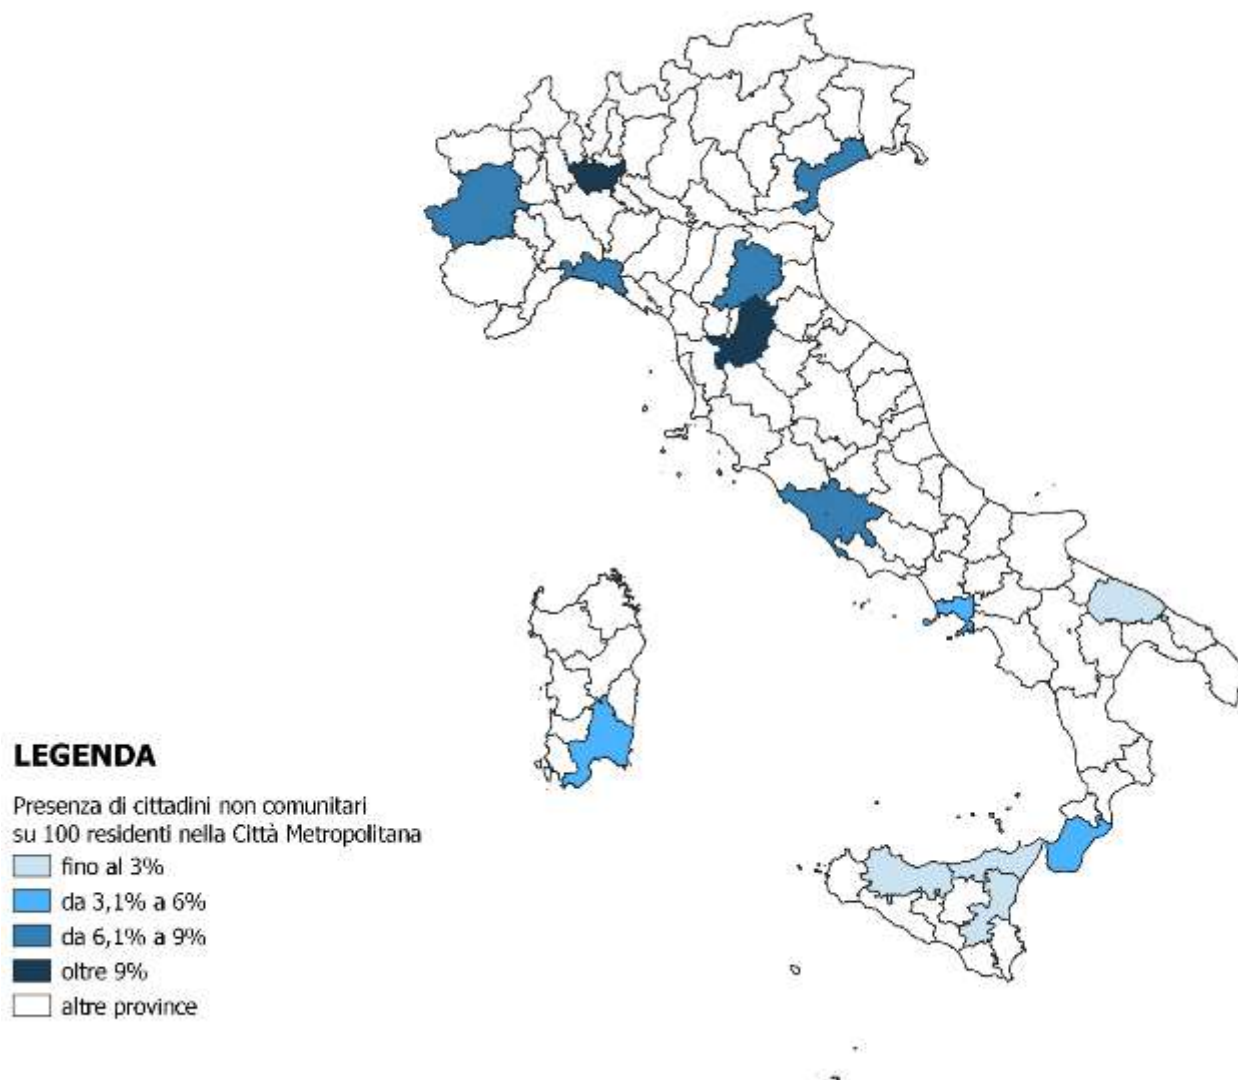 LEGENDA
Presenza di cittadini non comunitari
su 100 residenti nella Città Metropolitana
fino al 3%
da 3,1% a 6%
da 6,1% a 9%
oltre 9%
altre province